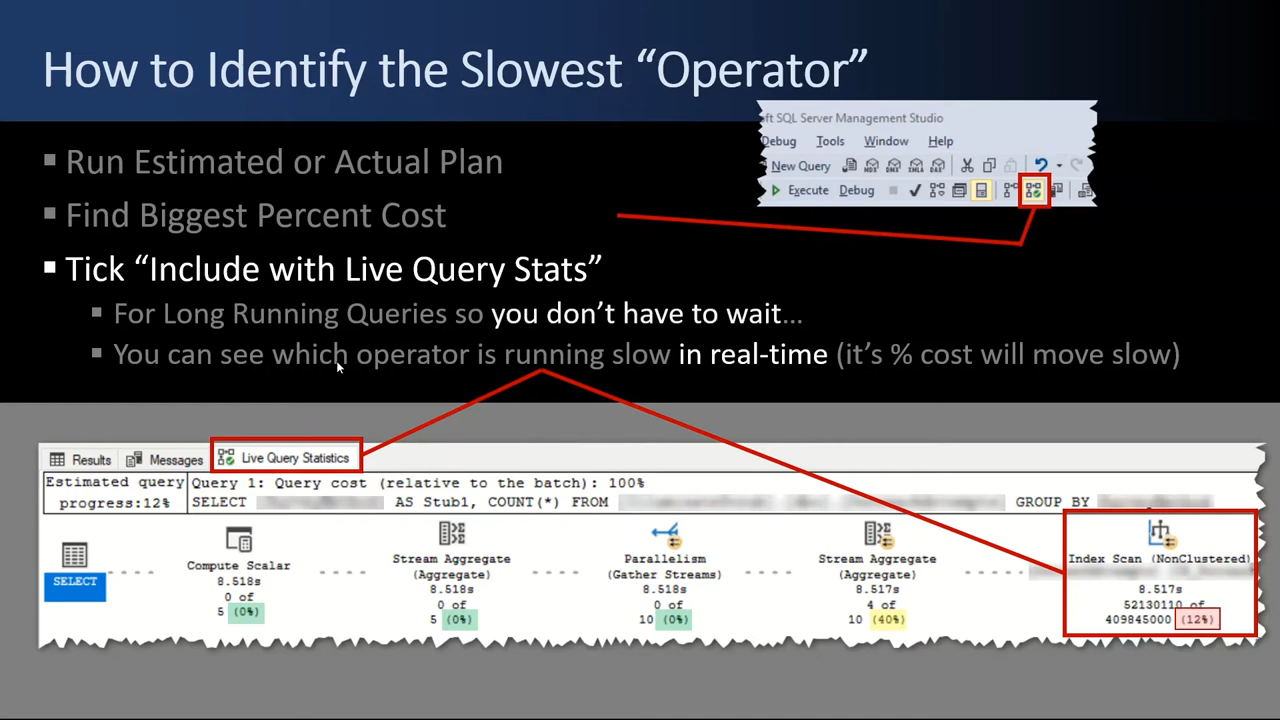 How to Identify the Slowest “Operator”
oft SQL Server Management Studio
Debug Tools Window Help
New Query MDX DMX XMLA DAX
Execute Debug
Run Estimated or Actual Plan
Find Biggest Percent Cost
Tick “Include with Live Query Stats”
For Long Running Queries so you don’t have to wait…
You can see which operator is running slow in real-time (it’s % cost will move slow)
Results Messages Live Query Statistics
Estimated query
progress:12%
Query 1: Query cost (relative to the batch): 100%
SELECT AS Stub1, COUNT(*) FROM GROUP BY
SELECT
Compute Scalar
8.518s
0 of
5 (0%)
Stream Aggregate
(Aggregate)
8.518s
0 of
5 (0%)
Parallelism
(Gather Streams)
8.518s
0 of
10 (0%)
Stream Aggregate
(Aggregate)
8.517s
4 of
10 (40%)
Index Scan (NonClustered)
8.517s
52130110 of
409845000 (12%)